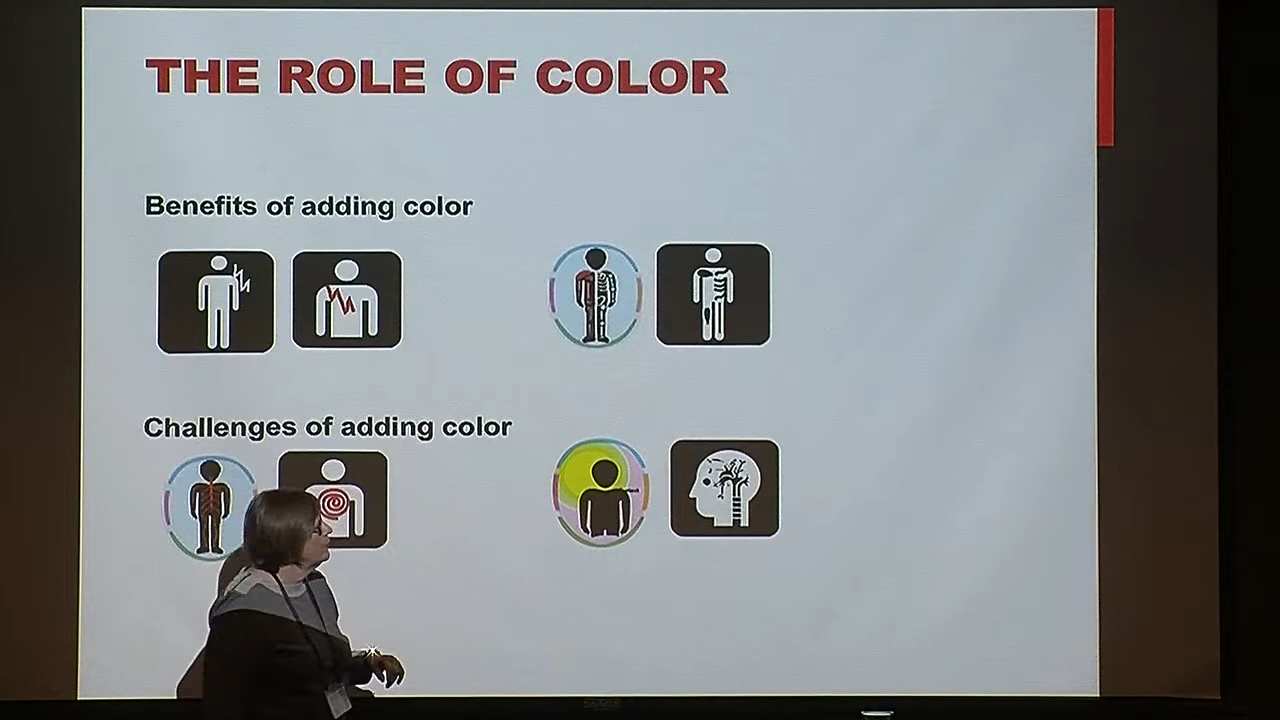 THE ROLE OF COLOR
Benefits of adding color
Challenges of adding color